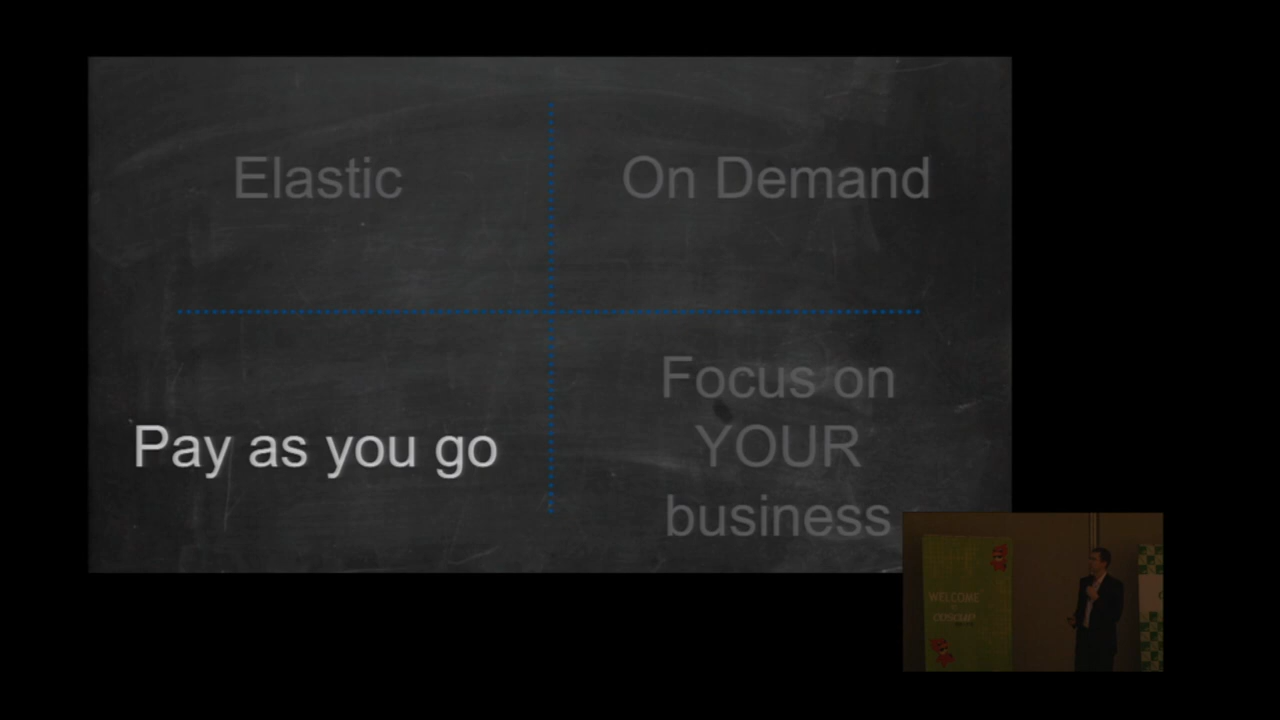 Elastic
On Demand
Pay as you go
Focus on
YOUR
business
WELCOME